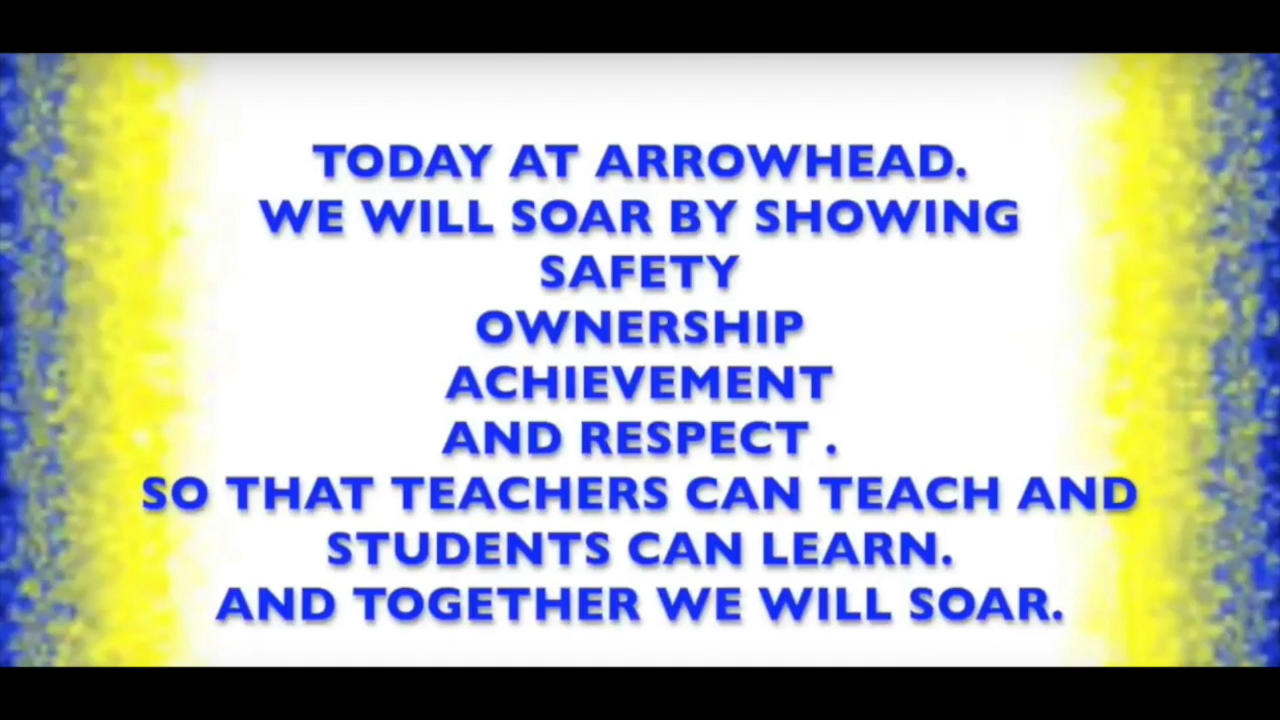 TODAY AT ARROWHEAD.
WE WILL SOAR BY SHOWING
SAFETY
OWNERSHIP
ACHIEVEMENT
AND RESPECT .
SO THAT TEACHERS CAN TEACH AND
STUDENTS CAN LEARN.
AND TOGETHER WE WILL SOAR.